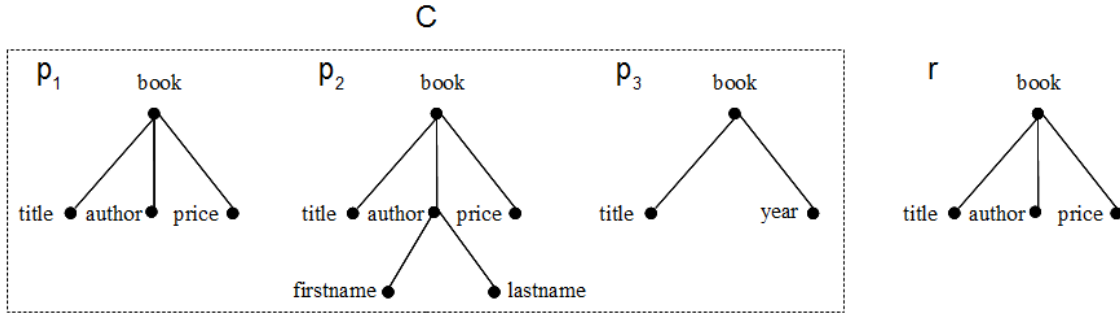 C
p1 book
title author price
p2 book
title author price
firstname lastname
p3 book
title year
r book
title author price